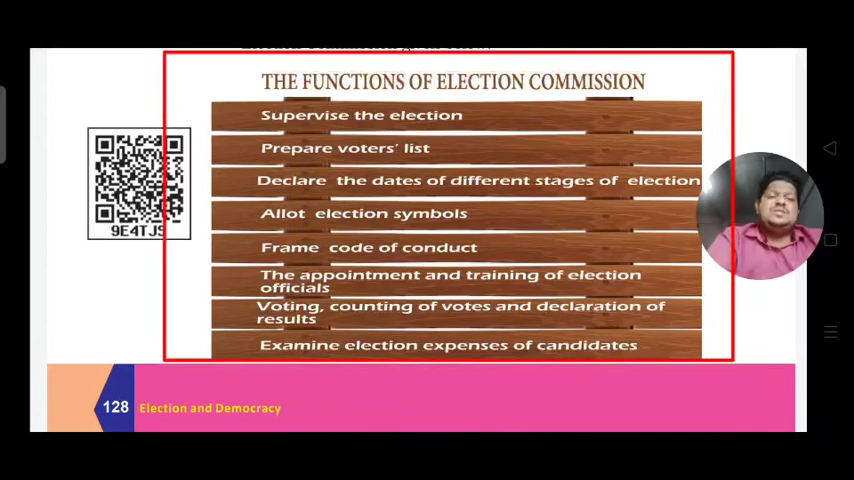 THE FUNCTIONS OF ELECTION COMMISSION
Supervise the election
Prepare voters' list
Declare the dates of different stages of election
Allot election symbols
Frame code of conduct
The appointment and training of election
officials
Voting, counting of votes and declaration of
results
Examine election expenses of candidates
9E4TJS
128 Election and Democracy